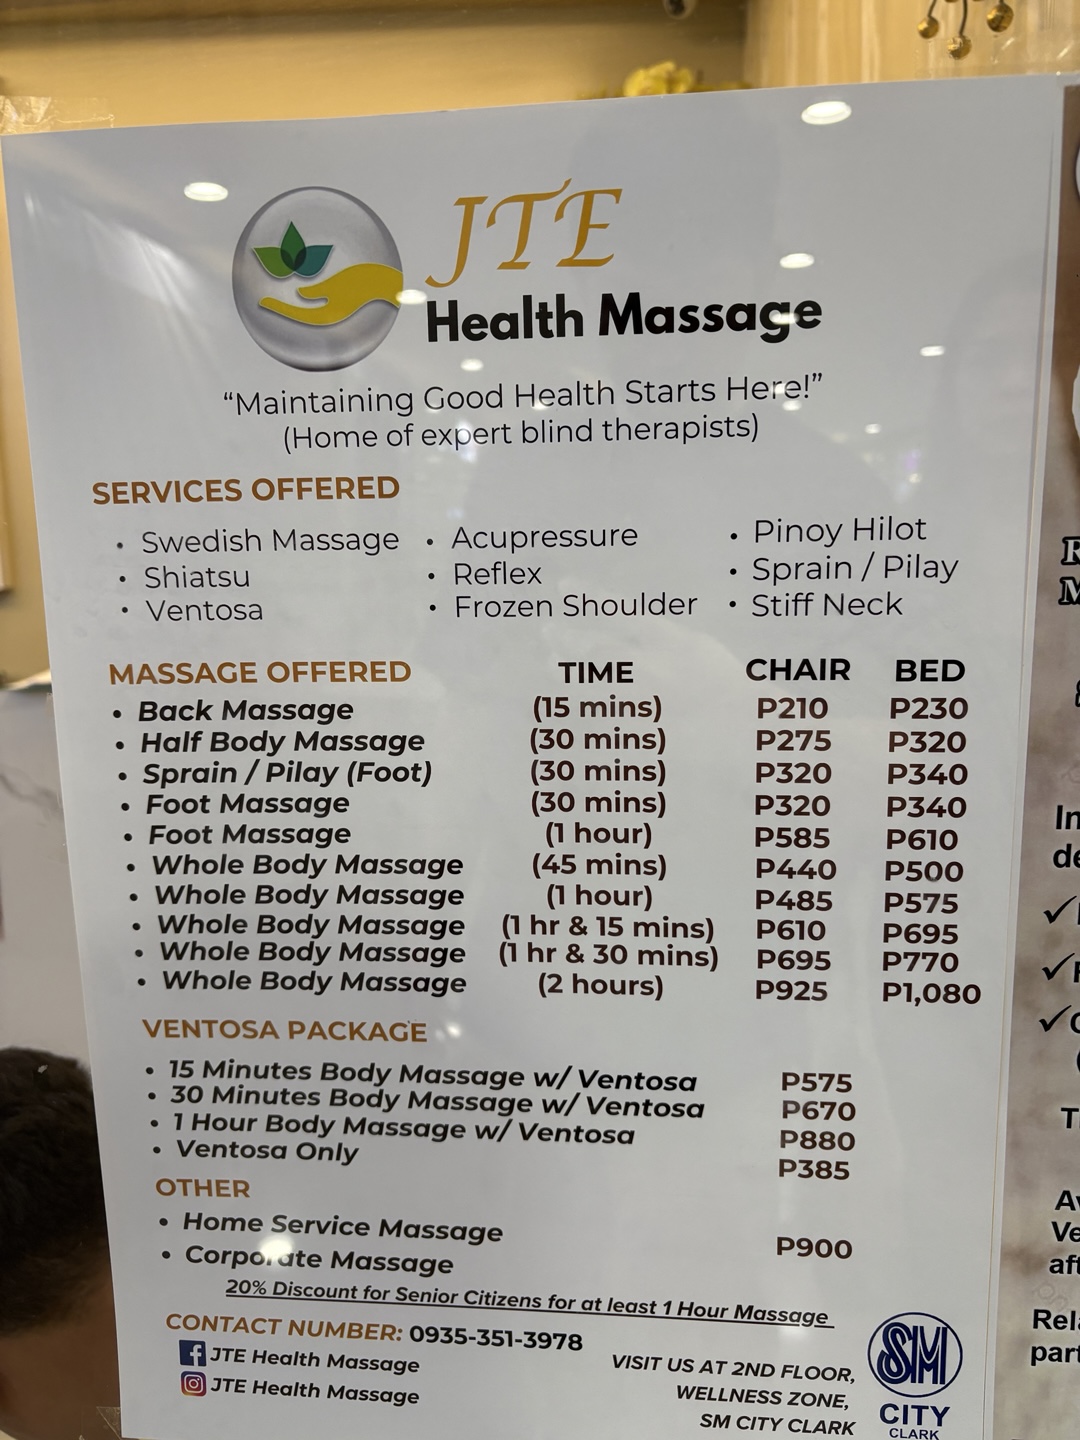 JTE
Health Massage
“Maintaining Good Health Starts Here!”
(Home of expert blind therapists)
SERVICES OFFERED
• Swedish Massage • Acupressure • Pinoy Hilot
• Shiatsu • Reflex • Sprain / Pilay
• Ventosa • Frozen Shoulder • Stiff Neck
MASSAGE OFFERED TIME CHAIR BED
• Back Massage (15 mins) P210 P230
• Half Body Massage (30 mins) P275 P320
• Sprain / Pilay (Foot) (30 mins) P320 P340
• Foot Massage (30 mins) P320 P340
• Foot Massage (1 hour) P585 P610
• Whole Body Massage (45 mins) P440 P500
• Whole Body Massage (1 hour) P485 P575
• Whole Body Massage (1 hr & 15 mins) P610 P695
• Whole Body Massage (1 hr & 30 mins) P695 P770
• Whole Body Massage (2 hours) P925 P1,080
VENTOSA PACKAGE
• 15 Minutes Body Massage w/ Ventosa P575
• 30 Minutes Body Massage w/ Ventosa P670
• 1 Hour Body Massage w/ Ventosa P880
• Ventosa Only P385
OTHER
• Home Service Massage P900
• Corporate Massage
20% Discount for Senior Citizens for at least 1 Hour Massage
CONTACT NUMBER: 0935-351-3978
JTE Health Massage
JTE Health Massage
VISIT US AT 2ND FLOOR,
WELLNESS ZONE,
SM CITY CLARK
SM
CITY
CLARK